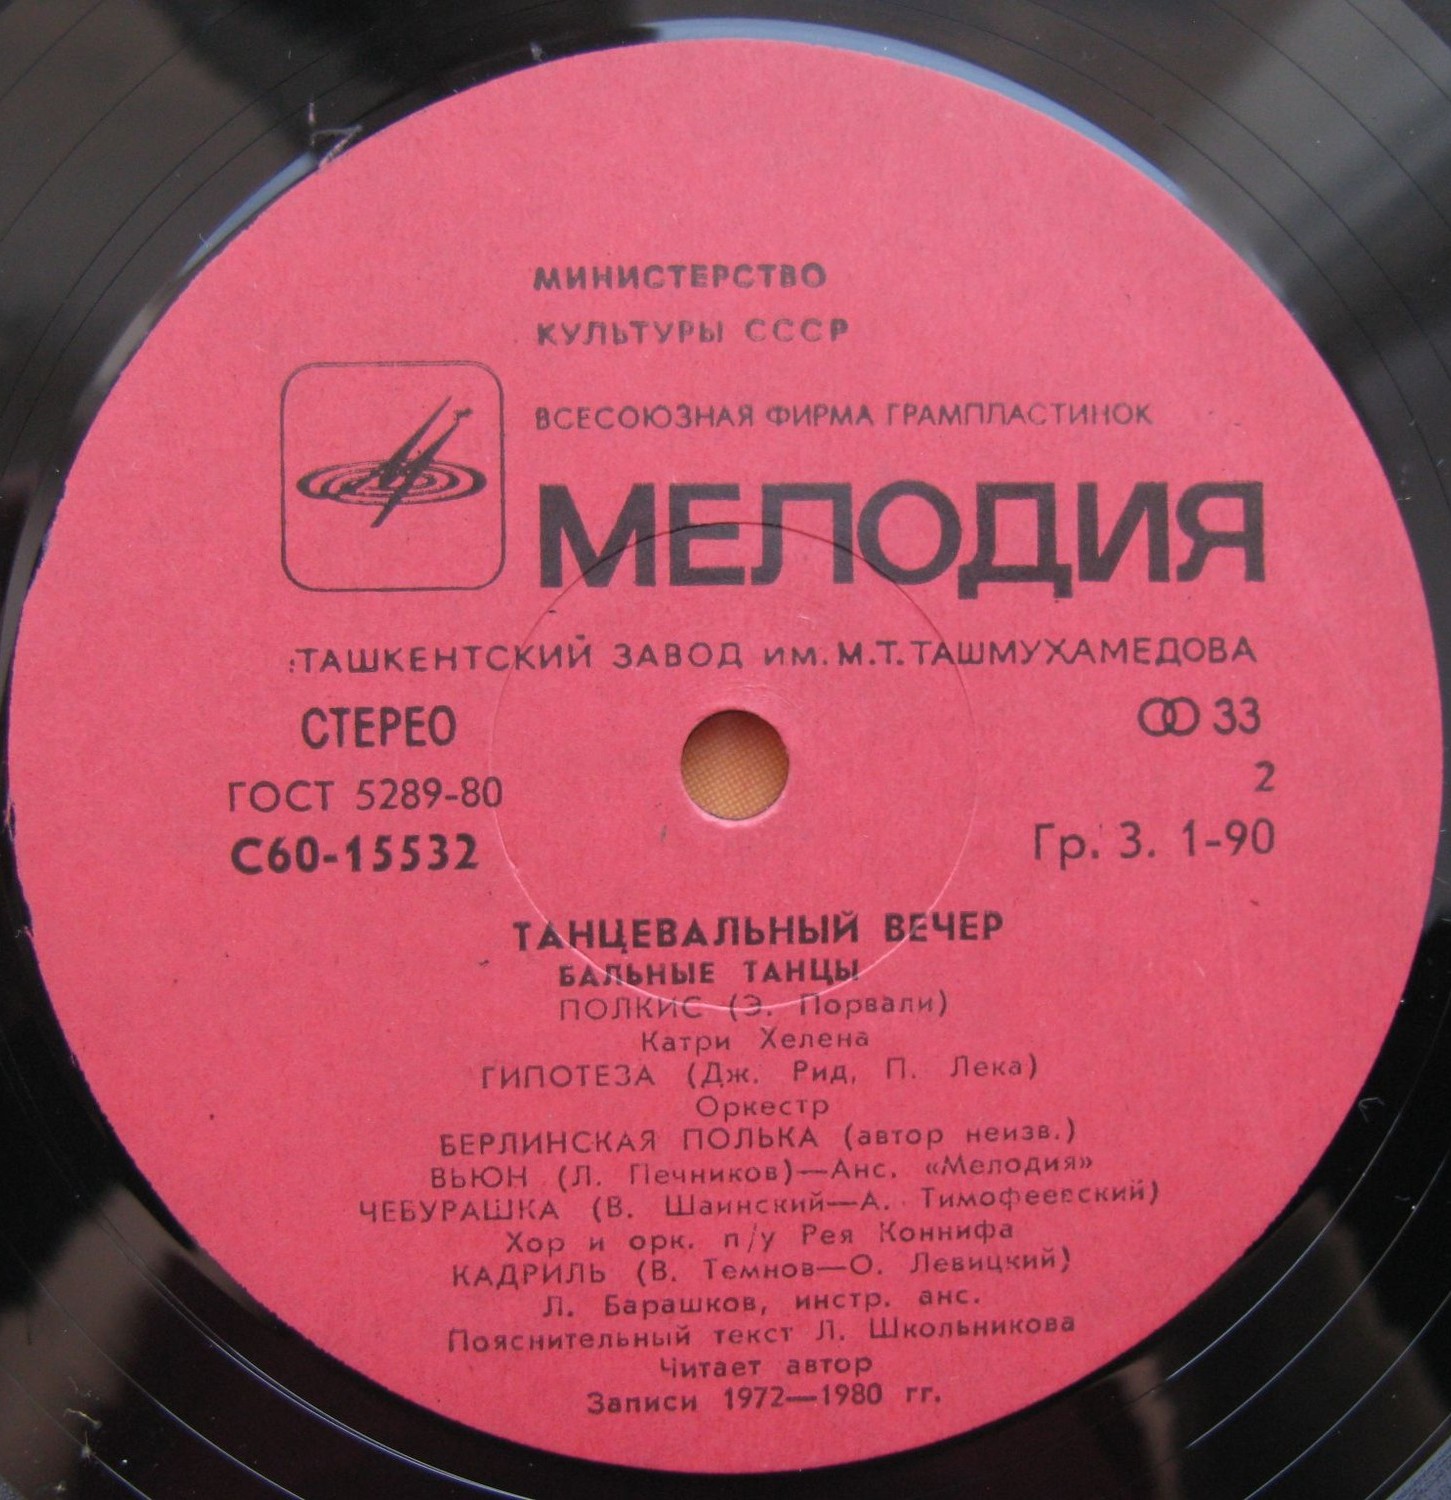 МИНИСТЕРСТВО
КУЛЬТУРЫ СССР
ВСЕСОЮЗНАЯ ФИРМА ГРАМПЛАСТИНОК
МЕЛОДИЯ
ТАШКЕНТСКИЙ ЗАВОД ИМ. М.Т. ТАШМУХАМЕДОВА
СТЕРЕО
33
ГОСТ 5289-80
2
С60-15532
Гр. 3. 1-90
ТАНЦЕВАЛЬНЫЙ ВЕЧЕР
БАЛЬНЫЕ ТАНЦЫ
ПОЛКИС (Э. Порвали)
Катри Хелена
ГИПОТЕЗА (Дж. Рид, П. Лека)
Оркестр
БЕРЛИНСКАЯ ПОЛЬКА (автор неизв.)
ВЬЮН (Л. Печников)—Анс. «Мелодия»
ЧЕБУРАШКА (В. Шаинский—А. Тимофеевский)
Хор и орк. п/у Рея Коннифа
КАДРИЛЬ (В. Темнов—О. Левицкий)
Л. Барашков, инстр. анс.
Пояснительный текст Л. Школьникова
Читает автор
Записи 1972—1980 гг.